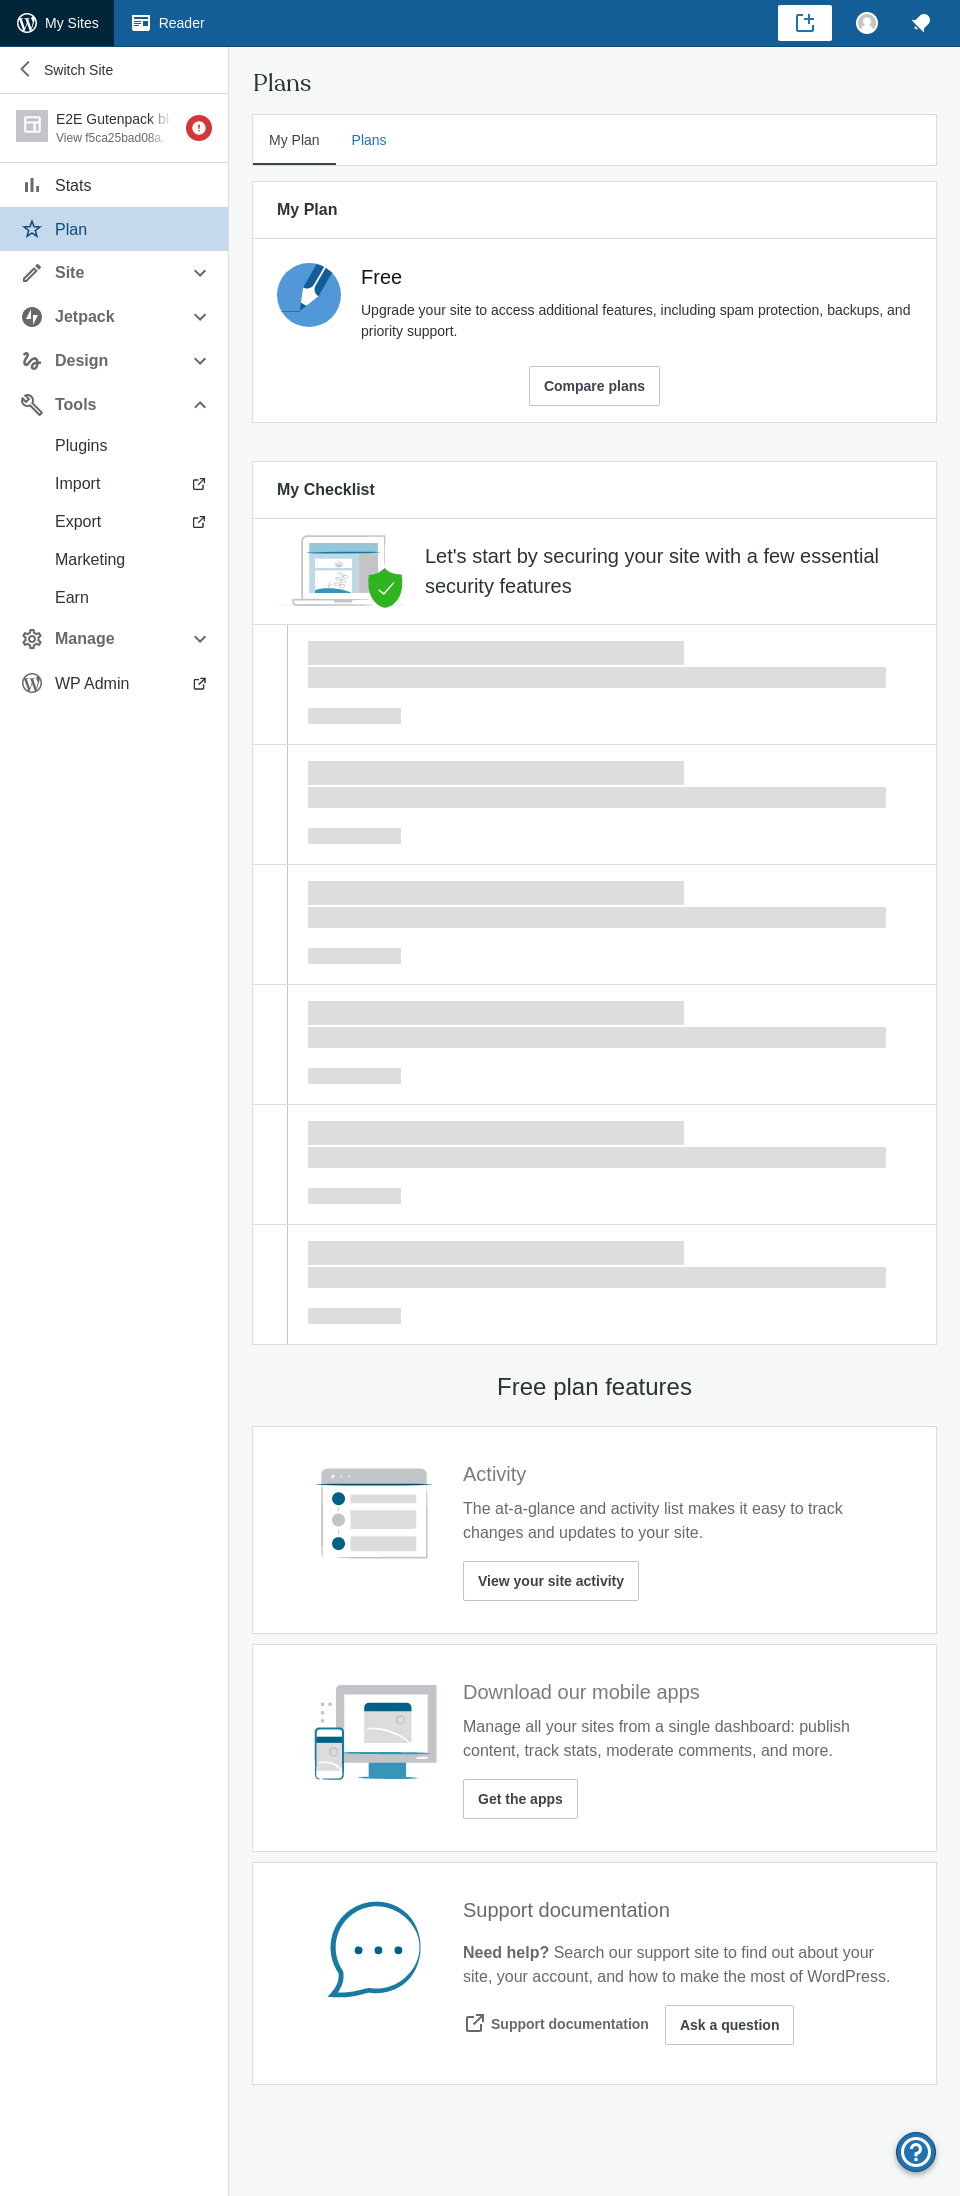 My Sites
Reader
Switch Site
E2E Gutenpack
View f5ca25bad08a.
Stats
Plan
Site
Jetpack
Design
Tools
Plugins
Import
Export
Marketing
Earn
Manage
WP Admin
Plans
My Plan
Plans
My Plan
Free
Upgrade your site to access additional features, including spam protection, backups, and
priority support.
Compare plans
My Checklist
Let's start by securing your site with a few essential
security features
Free plan features
Activity
The at-a-glance and activity list makes it easy to track
changes and updates to your site.
View your site activity
Download our mobile apps
Manage all your sites from a single dashboard: publish
content, track stats, moderate comments, and more.
Get the apps
Support documentation
Need help? Search our support site to find out about your
site, your account, and how to make the most of WordPress.
Support documentation
Ask a question